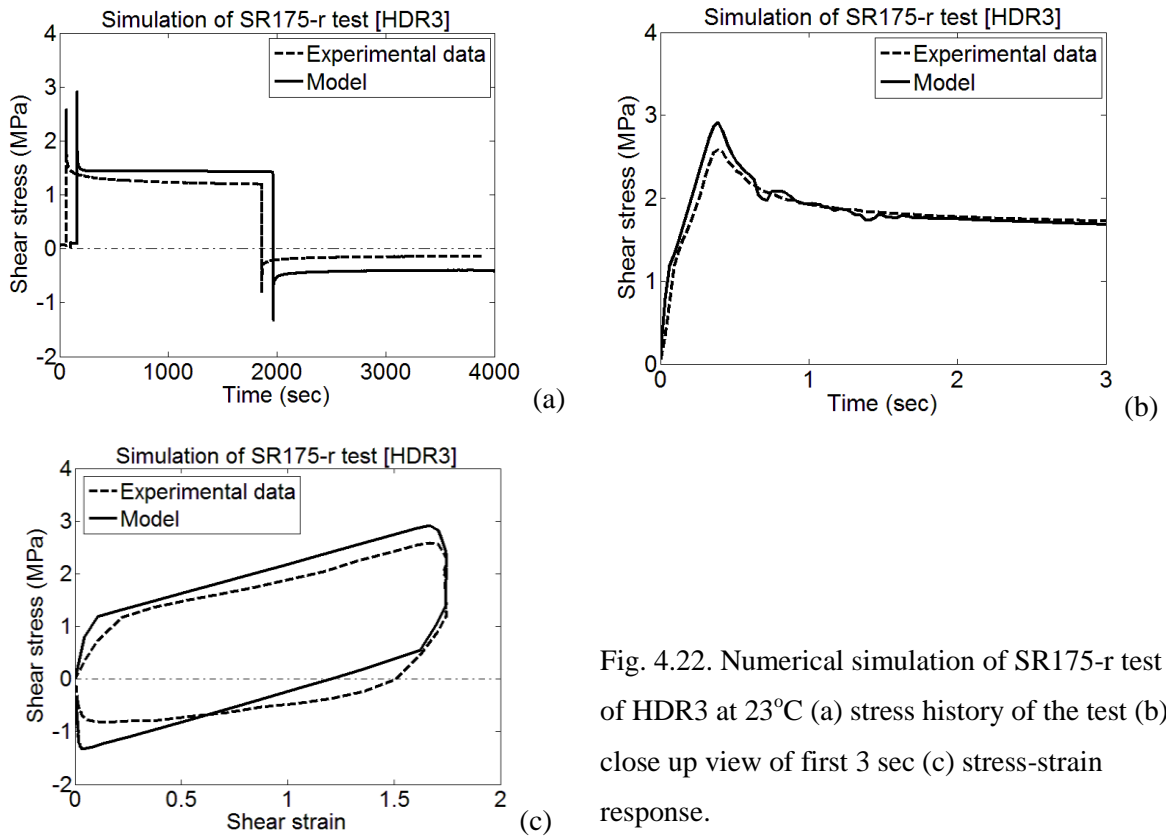 Simulation of SR175-r test [HDR3]
4
3
2
1
0
-1
-2
Shear stress (MPa)
Experimental data
Model
0
1000
2000
3000
4000
Time (sec)
(a)
Simulation of SR175-r test [HDR3]
4
3
2
1
0
Shear stress (MPa)
Experimental data
Model
0
1
2
3
Time (sec)
(b)
Simulation of SR175-r test [HDR3]
4
3
2
1
0
-1
-2
Shear stress (MPa)
Experimental data
Model
0
0.5
1
1.5
2
Shear strain
(c)
Fig. 4.22. Numerical simulation of SR175-r test
of HDR3 at 23°C (a) stress history of the test (b)
close up view of first 3 sec (c) stress-strain
response.